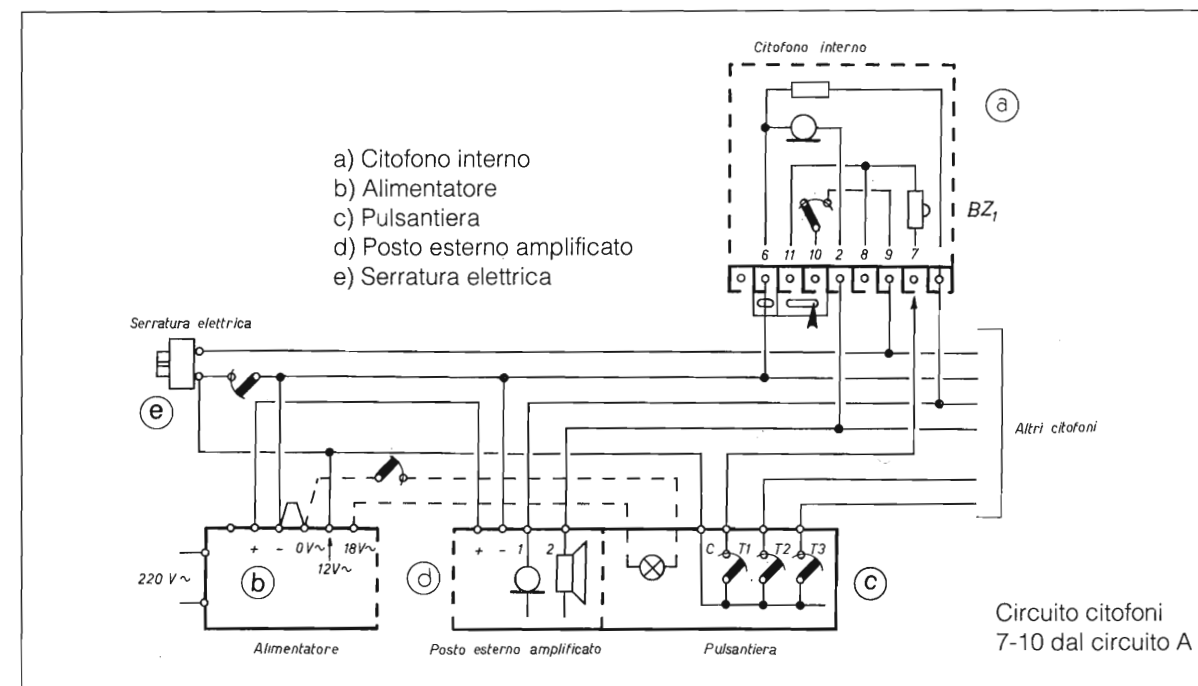 Citofono interno
a
a) Citofono interno
b) Alimentatore
c) Pulsantiera
d) Posto esterno amplificato
e) Serratura elettrica
BZ1
6 11 10 2 8 9 7
Serratura elettrica
e
Altri citofoni
+ - 0V~ 18V~
12V~
220 V~
b
d
+ - 1 2
C T1 T2 T3
c
Alimentatore
Posto esterno amplificato
Pulsantiera
Circuito citofoni
7-10 dal circuito A